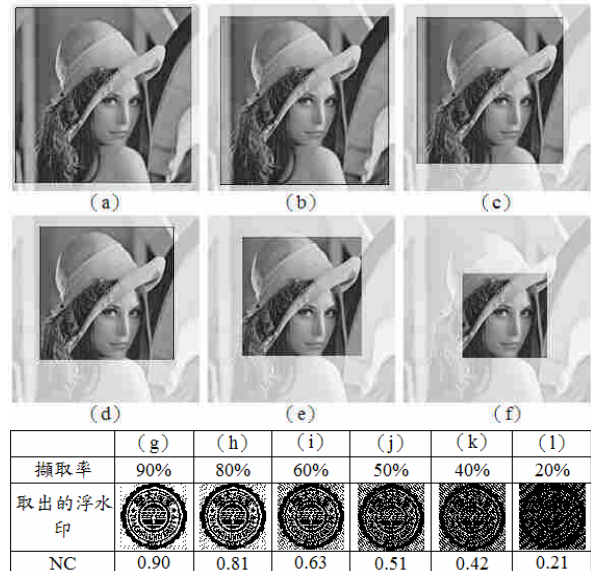 (a) (b) (c)
(d) (e) (f)
(g) (h) (i) (j) (k) (l)
擷取率 90% 80% 60% 50% 40% 20%
取出的浮水
印
NC 0.90 0.81 0.63 0.51 0.42 0.21